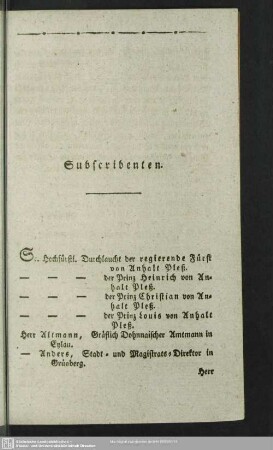 Subscribenten.
Se. Hochfürstl. Durchlaucht der regierende Fürst
von Anhalt Pleß.
— — — der Prinz Heinrich von An-
halt Pleß.
— — — der Prinz Christian von An-
halt Pleß.
— — — der Prinz Louis von Anhalt
Pleß.
Herr Altmann, Gräflich Dohnnaischer Amtmann in
Eylau.
— Anders, Stadt- und Magistrats-Direktor in
Grünberg.
Herr